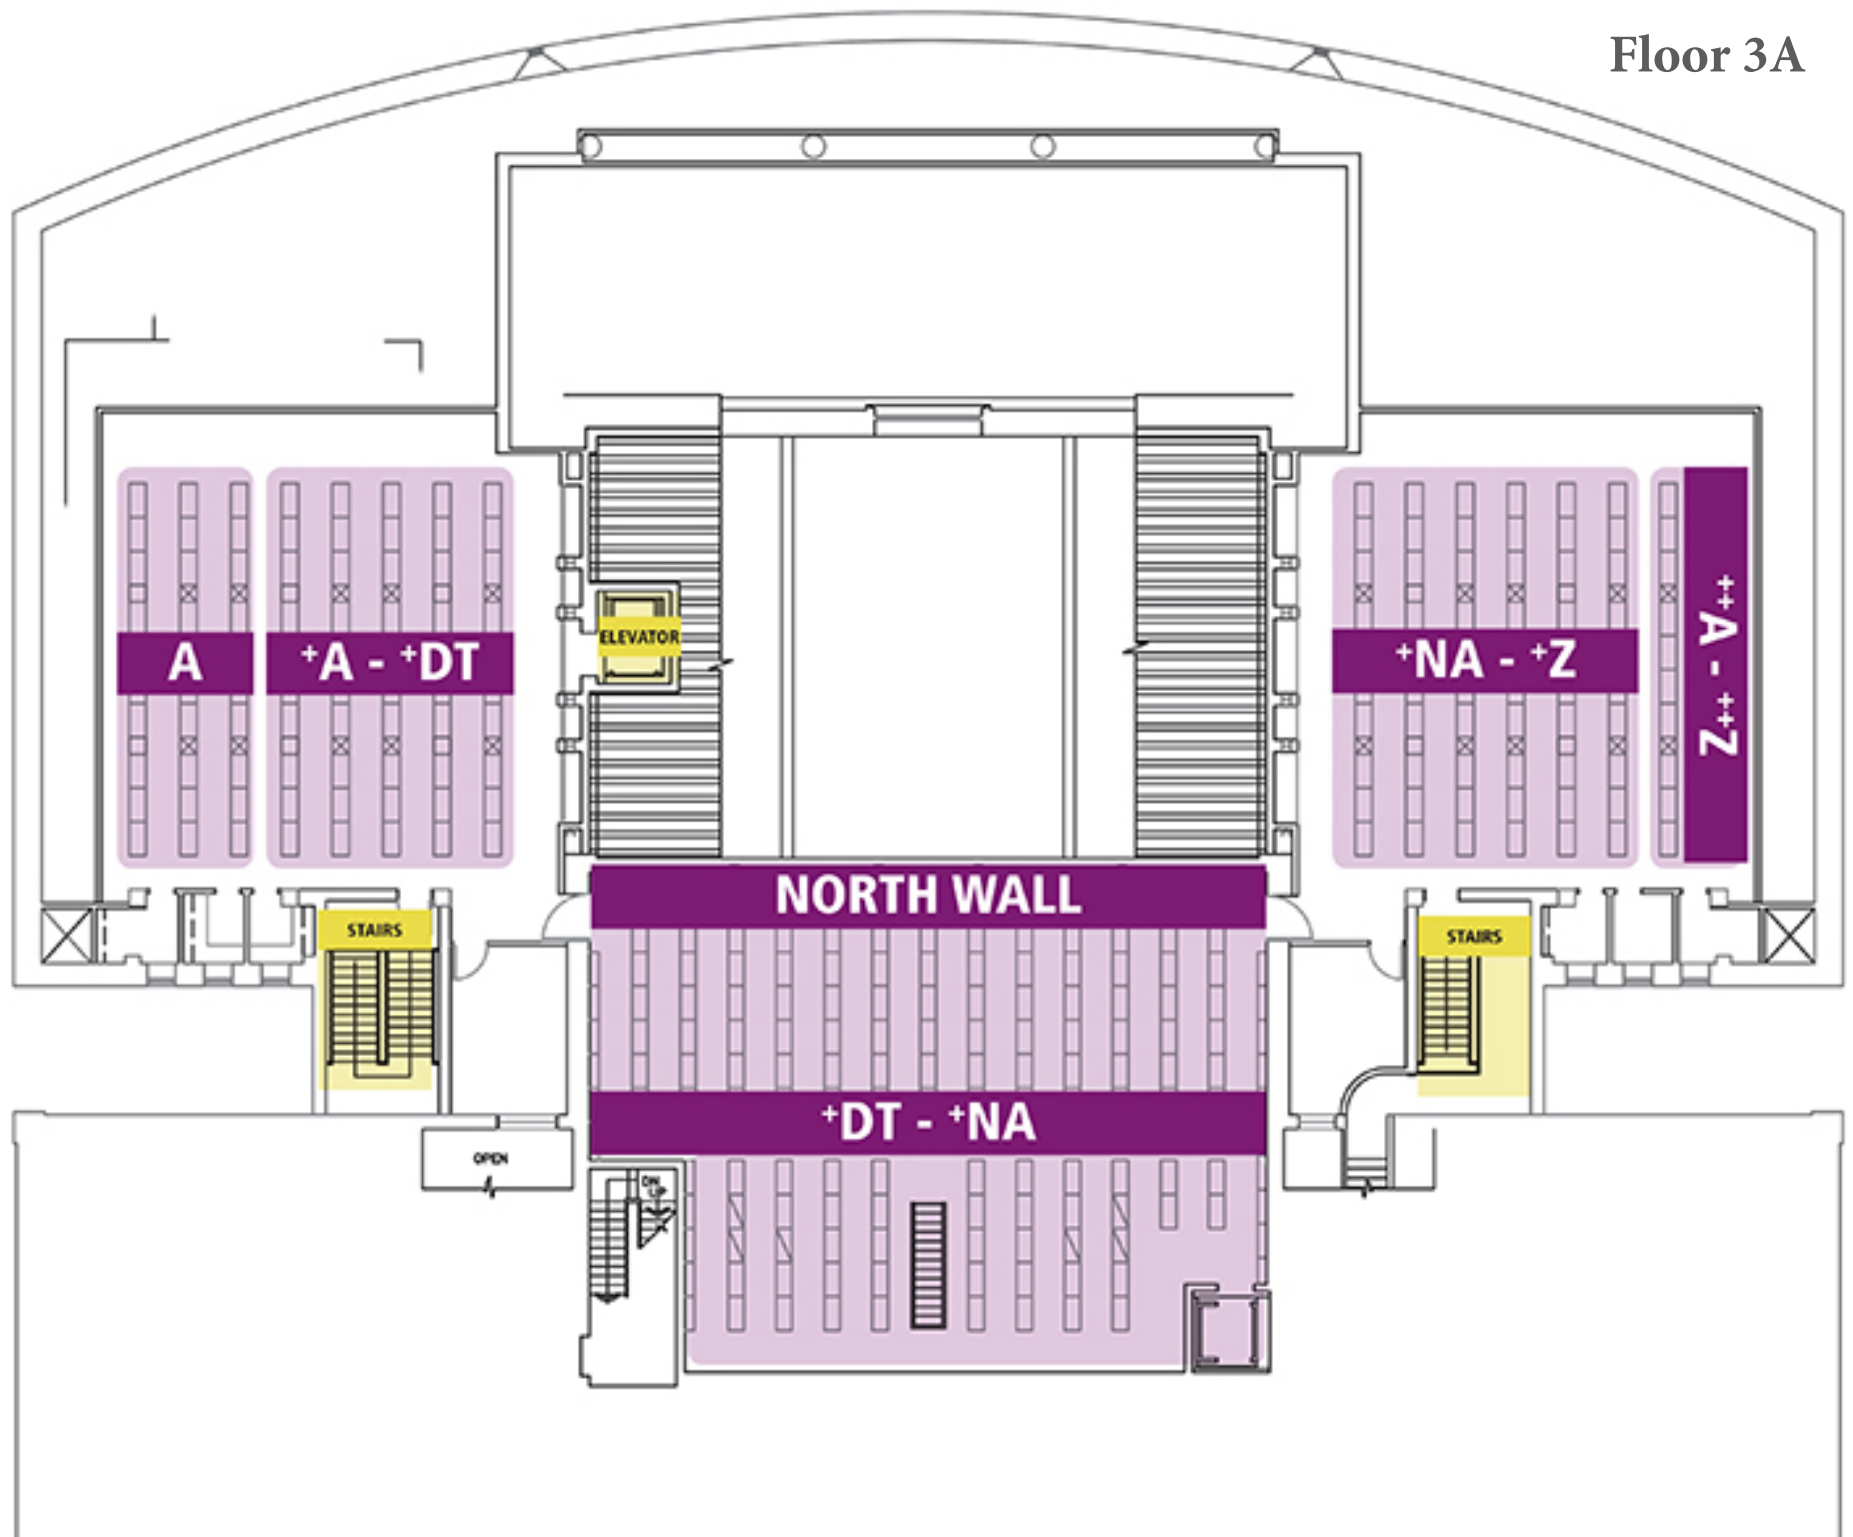 Floor 3A
ELEVATOR
A
+A - +DT
+NA - +Z
++A - ++Z
NORTH WALL
STAIRS
STAIRS
+DT - +NA
OPEN
DN
UP